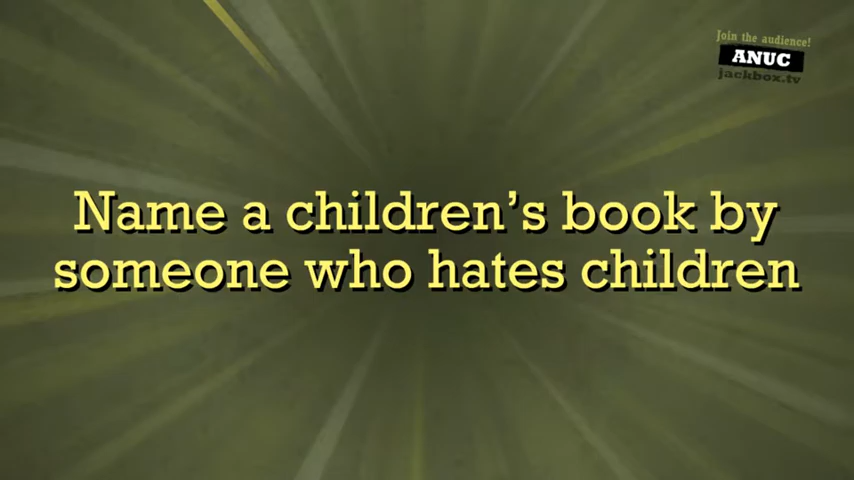 Join the audience!
ANUC
jackbox.tv
Name a children's book by
someone who hates children